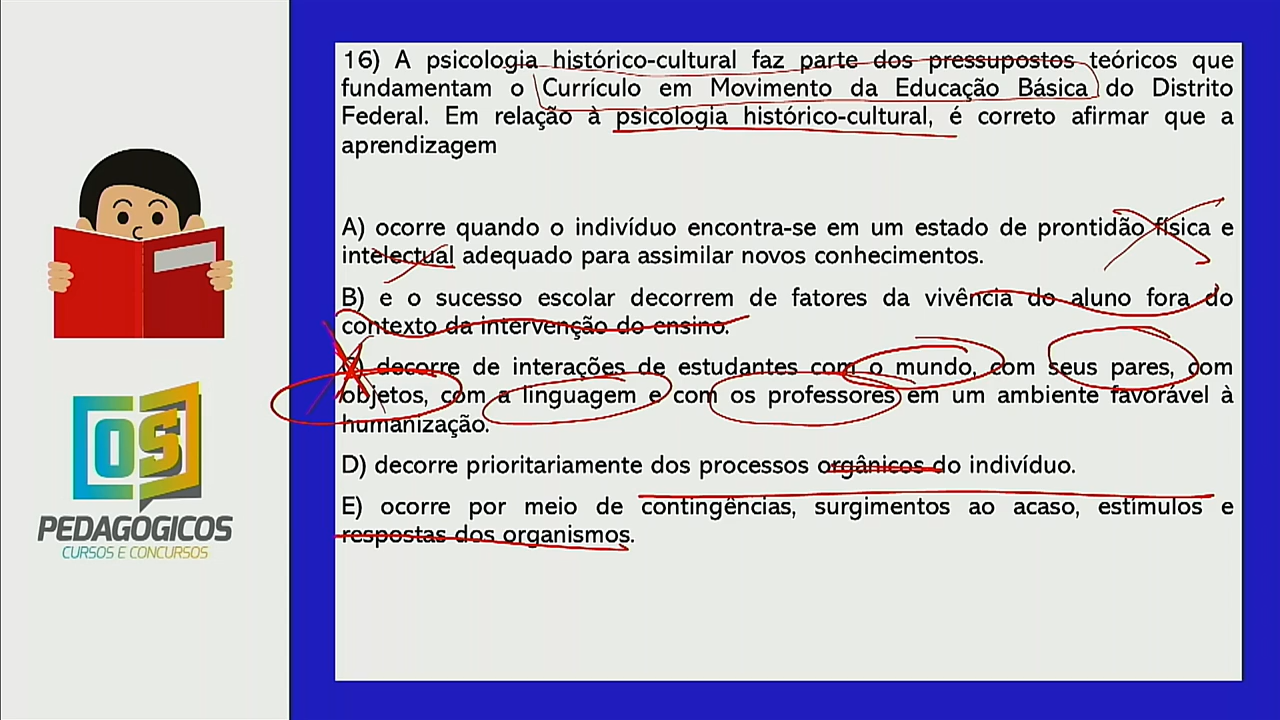 16) A psicologia histórico-cultural faz parte dos pressupostos teóricos que
fundamentam o Currículo em Movimento da Educação Básica do Distrito
Federal. Em relação à psicologia histórico-cultural, é correto afirmar que a
aprendizagem
A) ocorre quando o indivíduo encontra-se em um estado de prontidão física e
intelectual adequado para assimilar novos conhecimentos.
B) e o sucesso escolar decorrem de fatores da vivência do aluno fora do
contexto da intervenção do ensino.
C) decorre de interações de estudantes com o mundo, com seus pares, com
objetos, com a linguagem e com os professores em um ambiente favorável à
humanização.
D) decorre prioritariamente dos processos orgânicos do indivíduo.
E) ocorre por meio de contingências, surgimentos ao acaso, estímulos e
respostas dos organismos.
OS
PEDAGÓGICOS
CURSOS E CONCURSOS